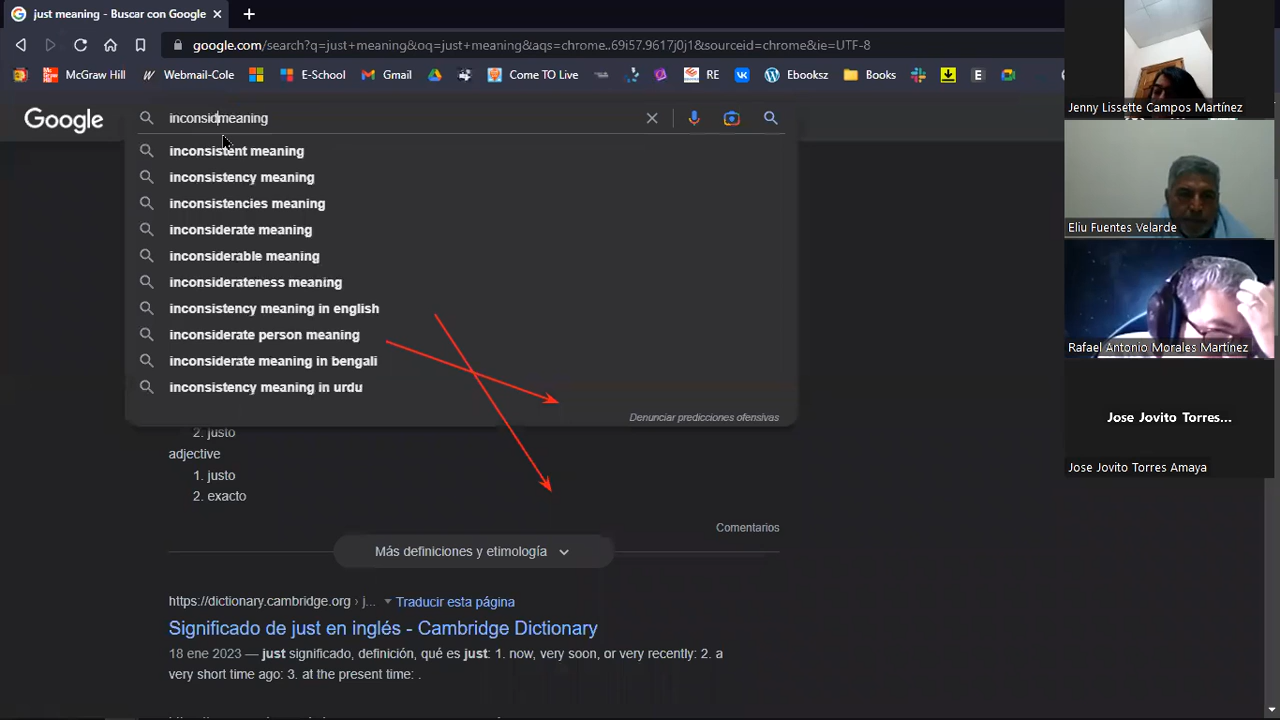 just meaning - Buscar con Google
google.com/search?q=just+meaning&oq=just+meaning&aqs=chrome..69i57.9617j0j1&sourceid=chrome&ie=UTF-8
McGraw Hill
Webmail-Cole
E-School
Gmail
Come TO Live
RE
Ebooksz
Books
E
Google
inconsidmeaning
inconsistent meaning
inconsistency meaning
inconsistencies meaning
inconsiderate meaning
inconsiderable meaning
inconsiderateness meaning
inconsistency meaning in english
inconsiderate person meaning
inconsiderate meaning in bengali
inconsistency meaning in urdu
Denunciar predicciones ofensivas
2. justo
adjective
1. justo
2. exacto
Comentarios
Más definiciones y etimología
https://dictionary.cambridge.org › j... Traducir esta página
Significado de just en inglés - Cambridge Dictionary
18 ene 2023 — just significado, definición, qué es just: 1. now, very soon, or very recently: 2. a
very short time ago: 3. at the present time: .
Jenny Lissette Campos Martínez
Eliu Fuentes Velarde
Rafael Antonio Morales Martínez
Jose Jovito Torres...
Jose Jovito Torres Amaya